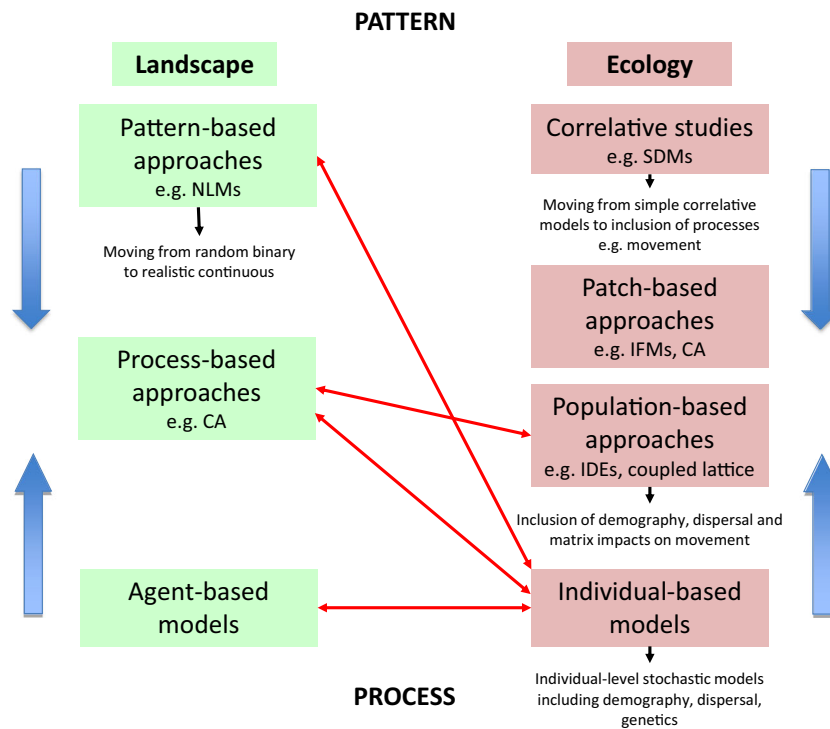 PATTERN
Landscape
Pattern-based
approaches
e.g. NLMs
Moving from random binary
to realistic continuous
Process-based
approaches
e.g. CA
Agent-based
models
Ecology
Correlative studies
e.g. SDMs
Moving from simple correlative
models to inclusion of processes
e.g. movement
Patch-based
approaches
e.g. IFMs, CA
Population-based
approaches
e.g. IDEs, coupled lattice
Inclusion of demography, dispersal and
matrix impacts on movement
Individual-based
models
Individual-level stochastic models
including demography, dispersal,
genetics
PROCESS